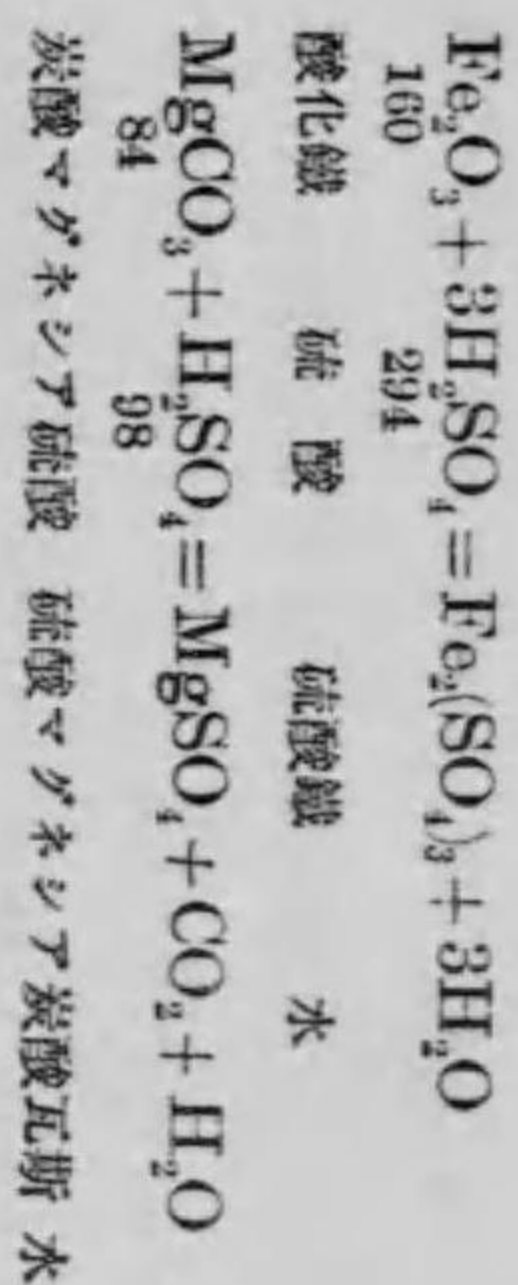 Fe₂O₃ + 3H₂SO₄ = Fe₂(SO₄)₃ + 3H₂O
160 294
酸化鐵 硫酸 硫酸鐵 水
MgCO₃ + H₂SO₄ = MgSO₄ + CO₂ + H₂O
84 98
炭酸マグネシア 硫酸 硫酸マグネシア 炭酸瓦斯 水